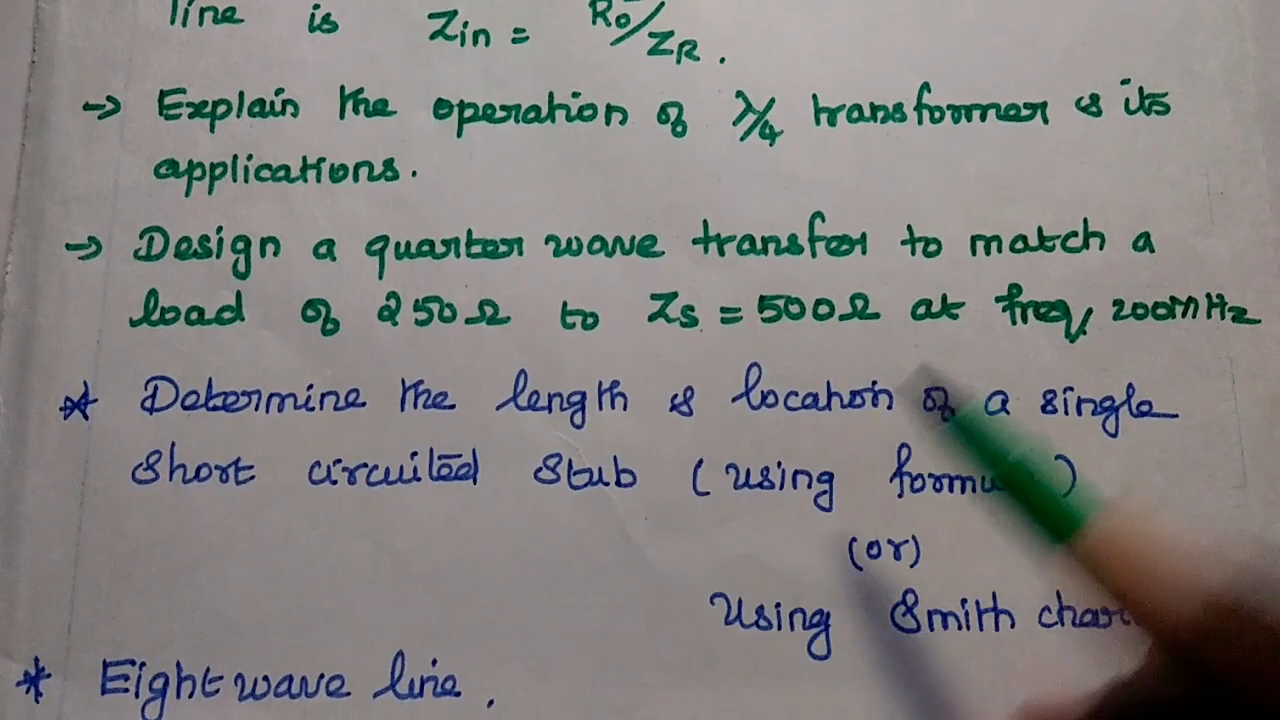 line is Zin = Ro/ZR.
→ Explain the operation of λ/4 transformer & its
applications.
→ Design a quarter wave transfer to match a
load of 250Ω to Zs = 500Ω at freq, 200MHz
* Determine the length & location of a single
short circuited stub (using )
(or)
Using Smith
* Eight wave line.